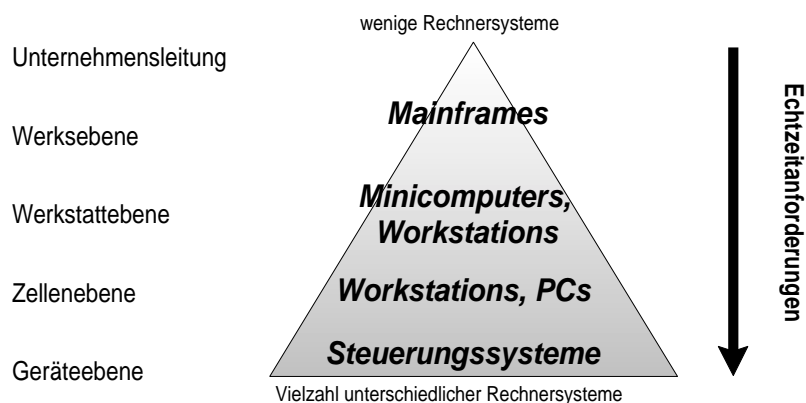 wenige Rechnersysteme
Unternehmensleitung
Mainframes
Werksebene
Minicomputers,
Workstations
Werkstattebene
Workstations, PCs
Zellenebene
Steuerungssysteme
Geräteebene
Vielzahl unterschiedlicher Rechnersysteme
Echtzeitanforderungen